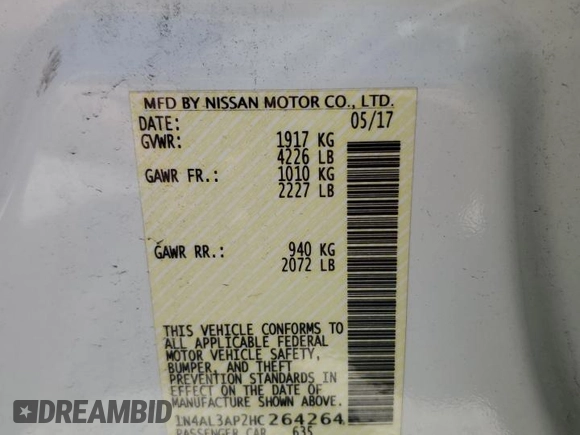 MFD BY NISSAN MOTOR CO., LTD.
DATE: 05/17
GVWR: 1917 KG
4226 LB
GAWR FR.: 1010 KG
2227 LB
GAWR RR.: 940 KG
2072 LB
THIS VEHICLE CONFORMS TO
ALL APPLICABLE FEDERAL
MOTOR VEHICLE SAFETY,
BUMPER, AND THEFT
PREVENTION STANDARDS IN
EFFECT ON THE DATE OF
MANUFACTURE SHOWN ABOVE.
1N4AL3AP2HC264264
PASSENGER CAR 635
DREAMBID